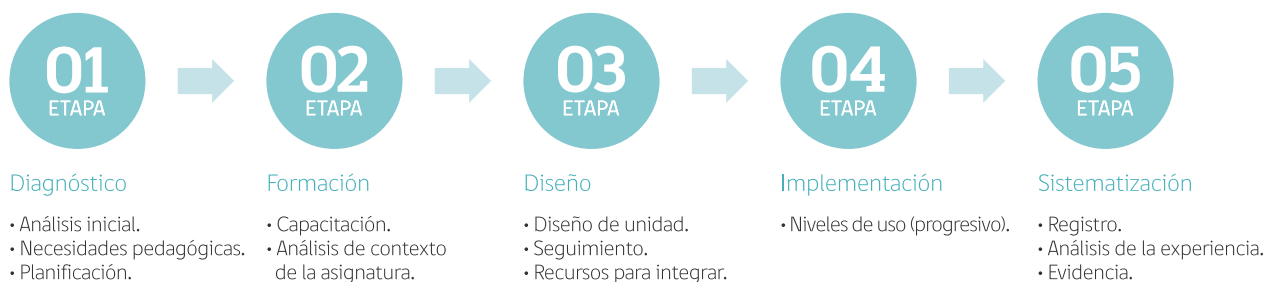 01
ETAPA
02
ETAPA
03
ETAPA
04
ETAPA
05
ETAPA
Diagnóstico
• Análisis inicial.
• Necesidades pedagógicas.
• Planificación.
Formación
• Capacitación.
• Análisis de contexto
de la asignatura.
Diseño
• Diseño de unidad.
• Seguimiento.
• Recursos para integrar.
Implementación
• Niveles de uso (progresivo).
Sistematización
• Registro.
• Análisis de la experiencia.
• Evidencia.